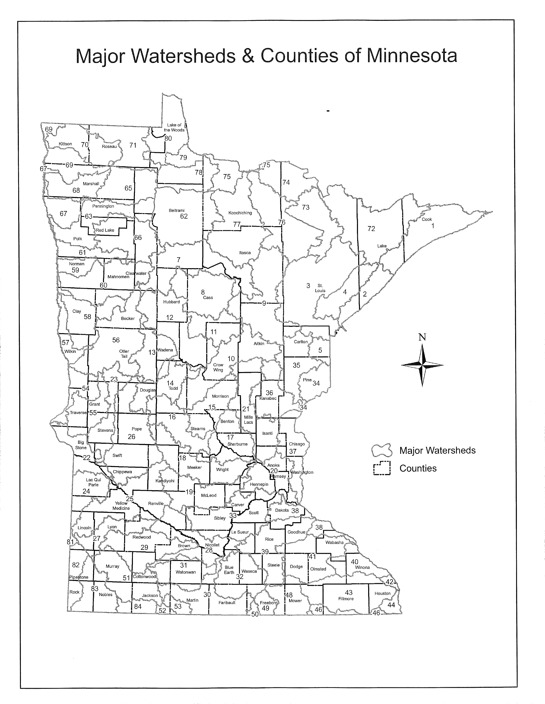 Major Watersheds & Counties of Minnesota
Lake of
the Woods
80
69
Kittson
70
Roseau
71
79
78
75
75
74
67
69
Marshall
68
65
73
Pennington
67
63
Red Lake
Beltrami
62
Koochiching
77
76
72
Cook
1
Lake
Polk
66
61
Itasca
Norman
59
Clearwater
Mahnomen
60
7
8
Cass
3
St.
Louis
4
2
Hubbard
9
Clay
58
Becker
12
11
Aitkin
Carlton
5
57
Wilkin
56
Otter
Tail
13
Wadena
Crow
Wing
10
35
Pine
34
N
23
14
Todd
36
Kanabec
54
Grant
55
Douglas
Morrison
15
21
Mille
Lacs
34
Traverse
Stevens
Pope
26
16
Stearns
Benton
Isanti
17
Sherburne
Chisago
37
Big
Stone
22
Swift
18
Meeker
Wright
Anoka
20
Ramsey
Washington
Major Watersheds
Counties
Chippewa
Kandiyohi
Hennepin
Lac Qui
Parle
24
25
19
McLeod
Carver
Yellow
Medicine
Renville
33
Scott
Dakota
38
Sibley
Lincoln
27
Lyon
Redwood
Nicollet
Le Sueur
Rice
Goodhue
38
Wabasha
81
29
Brown
28
39
41
82
Pipestone
Murray
51
Cottonwood
31
Watonwan
Blue
Earth
32
Waseca
Steele
Dodge
Olmsted
40
Winona
42
Rock
83
Nobles
Jackson
84
52
53
Martin
30
Faribault
Freeborn
49
50
48
Mower
46
43
Fillmore
Houston
44
46